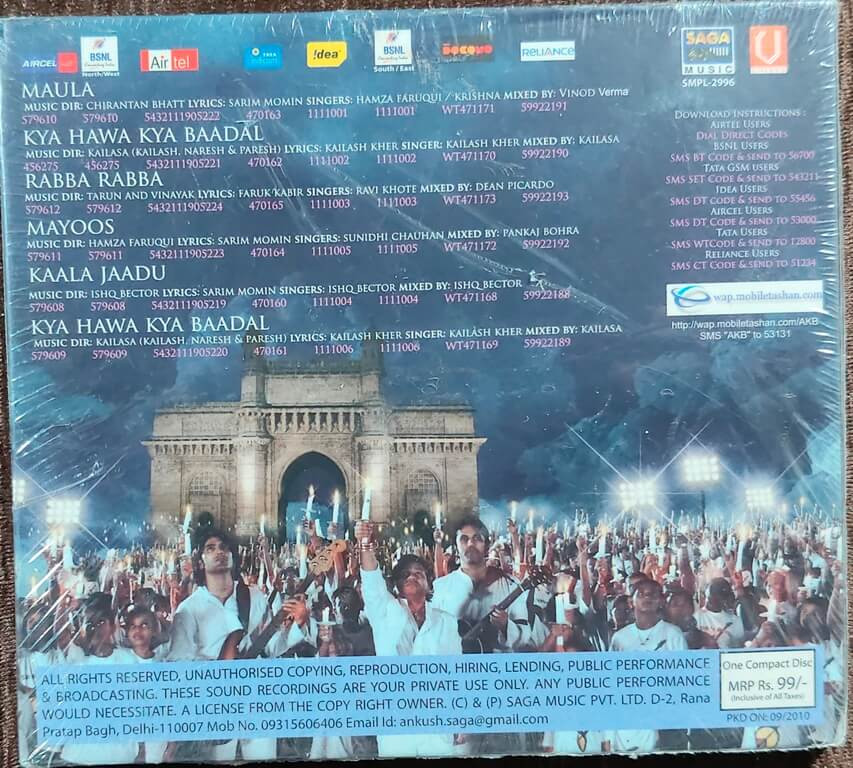 AIRCEL
BSNL
North/West
Airtel
TATA
!dea
BSNL
South / East
DOCOMO
RELIANCE
SAGA
MUSIC
SMPL-2996
MAULA
MUSIC DIR: CHIRANTAN BHATT LYRICS: SARIM MOMIN SINGERS: HAMZA FARUQUI / KRISHNA MIXED BY: VINOD Verma
579610 579610 5432111905222 470163 1111001 1111001 WT471171 59922191
KYA HAWA KYA BAADAL
MUSIC DIR: KAILASA (KAILASH, NARESH & PARESH) LYRICS: KAILASH KHER SINGER: KAILASH KHER MIXED BY: KAILASA
456275 456275 5432111905221 470162 1111002 1111002 WT471170 59922190
RABBA RABBA
MUSIC DIR: TARUN AND VINAYAK LYRICS: FARUK KABIR SINGERS: RAVI KHOTE MIXED BY: DEAN PICARDO
579612 579612 5432111905224 470165 1111003 1111003 WT471173 59922193
MAYOOS
MUSIC DIR: HAMZA FARUQUI LYRICS: SARIM MOMIN SINGERS: SUNIDHI CHAUHAN MIXED BY: PANKAJ BOHRA
579611 579611 5432111905223 470164 1111005 1111005 WT471172 59922192
KAALA JAADU
MUSIC DIR: ISHQ BECTOR LYRICS: SARIM MOMIN SINGERS: ISHQ BECTOR MIXED BY: ISHQ BECTOR
579608 579608 5432111905219 470160 1111004 1111004 WT471168 59922188
KYA HAWA KYA BAADAL
MUSIC DIR: KAILASA (KAILASH, NARESH & PARESH) LYRICS: KAILASH KHER SINGER: KAILASH KHER MIXED BY: KAILASA
579609 579609 5432111905220 470161 1111006 1111006 WT471169 59922189
DOWNLOAD INSTRUCTIONS :
AIRTEL USERS
DIAL DIRECT CODES
BSNL USERS
SMS BT CODE & SEND TO 56700
TATA GSM USERS
SMS SET CODE & SEND TO 543211
IDEA USERS
SMS DT CODE & SEND TO 55456
AIRCEL USERS
SMS DT CODE & SEND TO 53000
TATA USERS
SMS WTCODE & SEND TO 12800
RELIANCE USERS
SMS CT CODE & SEND TO 51234
wap.mobiletashan.com
http://wap.mobiletashan.com/AKB
SMS "AKB" to 53131
ALL RIGHTS RESERVED, UNAUTHORISED COPYING, REPRODUCTION, HIRING, LENDING, PUBLIC PERFORMANCE
& BROADCASTING. THESE SOUND RECORDINGS ARE YOUR PRIVATE USE ONLY. ANY PUBLIC PERFORMANCE
WOULD NECESSITATE. A LICENSE FROM THE COPY RIGHT OWNER. (C) & (P) SAGA MUSIC PVT. LTD. D-2, Rana
Pratap Bagh, Delhi-110007 Mob No. 09315606406 Email Id: ankush.saga@gmail.com
One Compact Disc
MRP Rs. 99/-
(Inclusive of All Taxes)
PKD ON: 09/2010